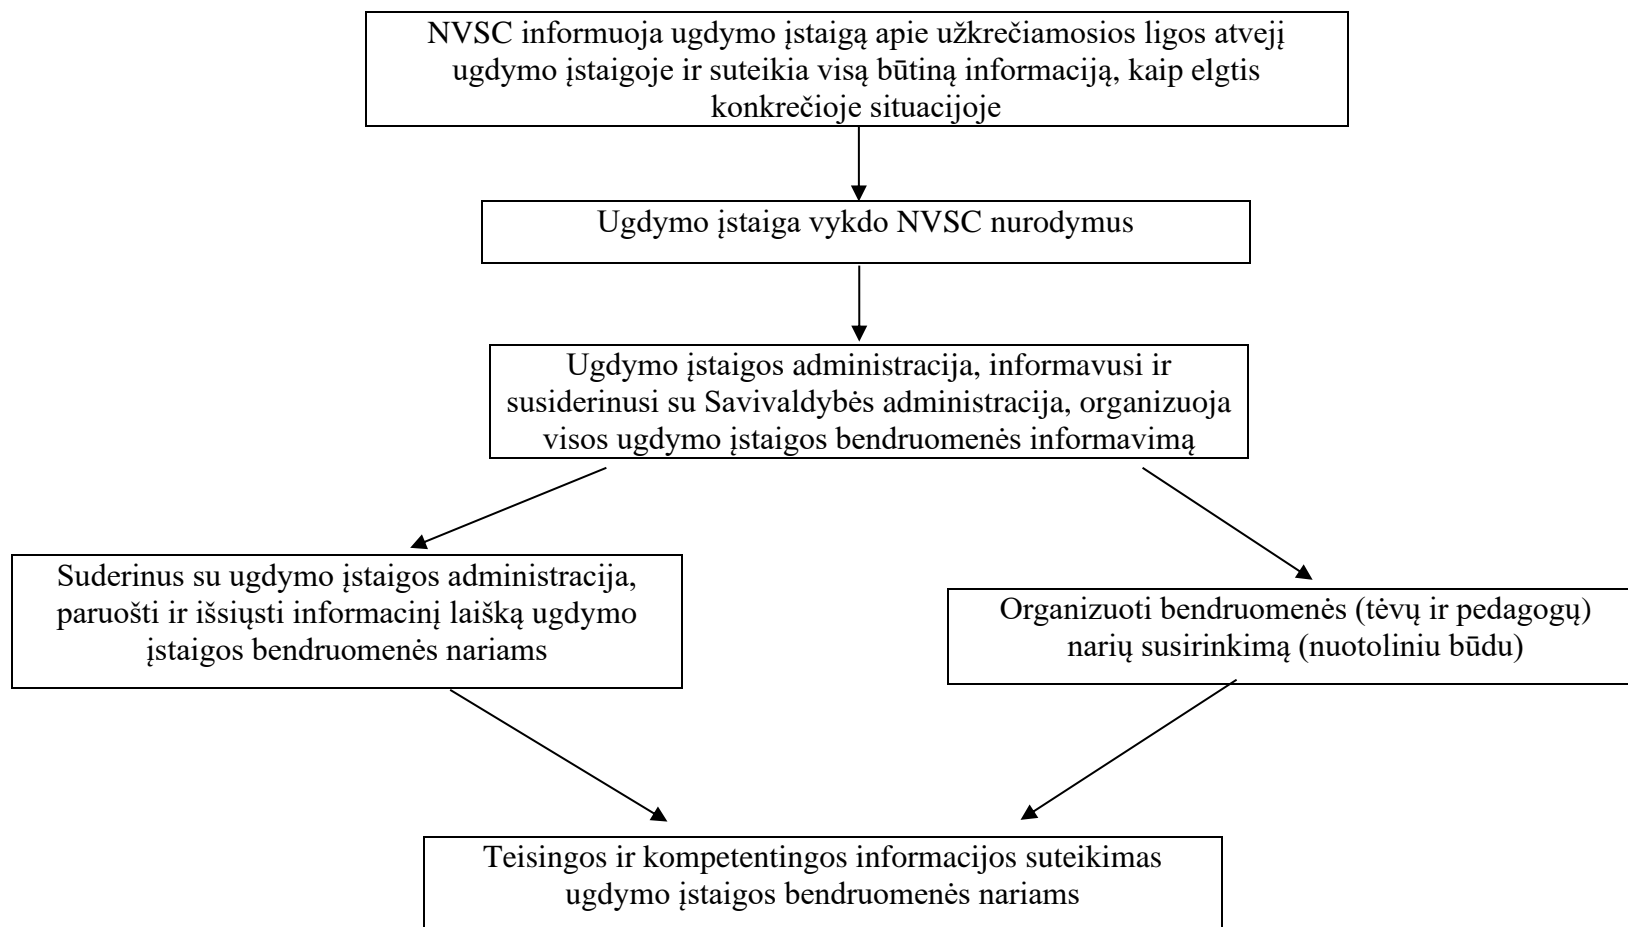 NVSC informuoja ugdymo įstaigą apie užkrečiamosios ligos atvejį
ugdymo įstaigoje ir suteikia visą būtiną informaciją, kaip elgtis
konkrečioje situacijoje
Ugdymo įstaiga vykdo NVSC nurodymus
Ugdymo įstaigos administracija, informavusi ir
susiderinusi su Savivaldybės administracija, organizuoja
visos ugdymo įstaigos bendruomenės informavimą
Suderinus su ugdymo įstaigos administracija,
paruošti ir išsiųsti informacinį laišką ugdymo
įstaigos bendruomenės nariams
Organizuoti bendruomenės (tėvų ir pedagogų)
narių susirinkimą (nuotoliniu būdu)
Teisingos ir kompetentingos informacijos suteikimas
ugdymo įstaigos bendruomenės nariams